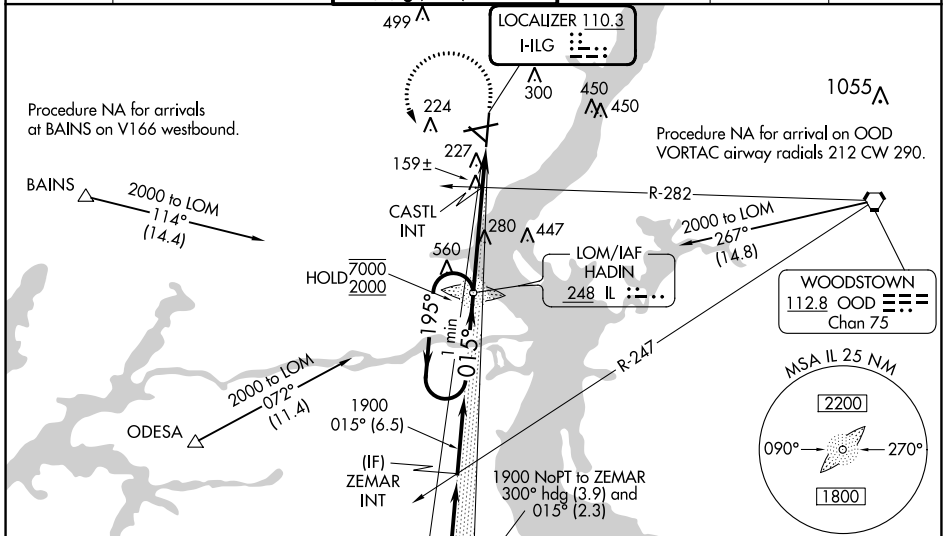 499
LOCALIZER 110.3
I-ILG
300
450
450
1055
224
Procedure NA for arrivals
at BAINS on V166 westbound.
Procedure NA for arrival on OOD
VORTAC airway radials 212 CW 290.
227
159±
BAINS
2000 to LOM
114°
(14.4)
R-282
CASTL
INT
2000 to LOM
267°
(14.8)
280
447
560
HOLD
7000
2000
LOM/IAF
HADIN
248 IL
WOODSTOWN
112.8 OOD
Chan 75
195°
1 min
015°
R-247
MSA IL 25 NM
2200
090°
270°
1800
2000 to LOM
072°
(11.4)
ODESA
1900
015° (6.5)
(IF)
ZEMAR
INT
1900 NoPT to ZEMAR
300° hdg (3.9) and
015° (2.3)